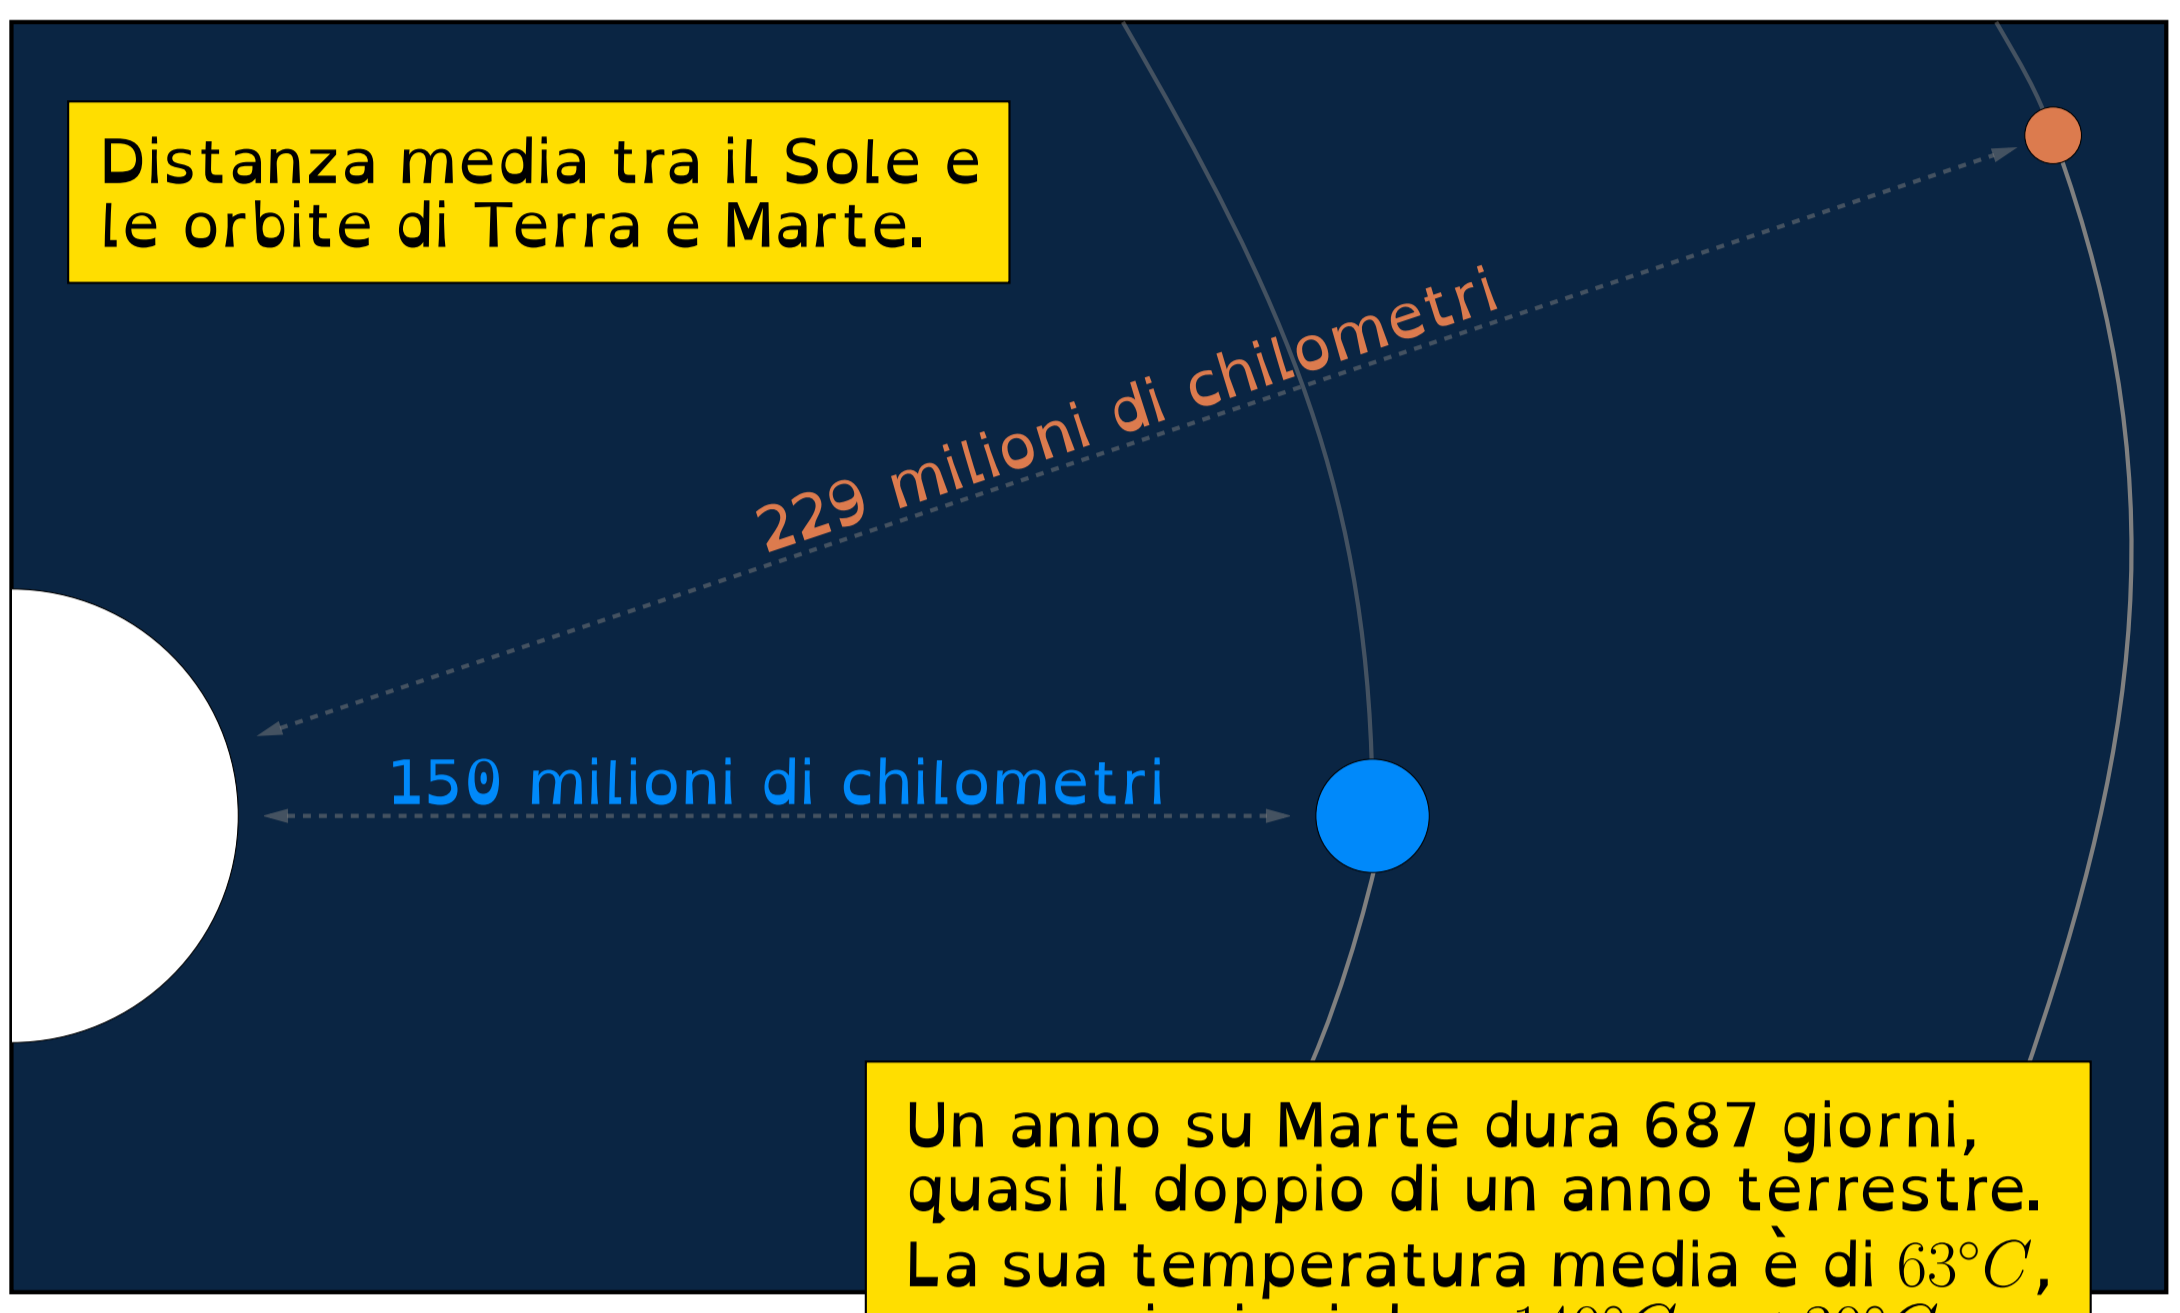 Distanza media tra il Sole e
le orbite di Terra e Marte.
229 milioni di chilometri
150 milioni di chilometri
Un anno su Marte dura 687 giorni,
quasi il doppio di un anno terrestre.
La sua temperatura media è di 63°C,